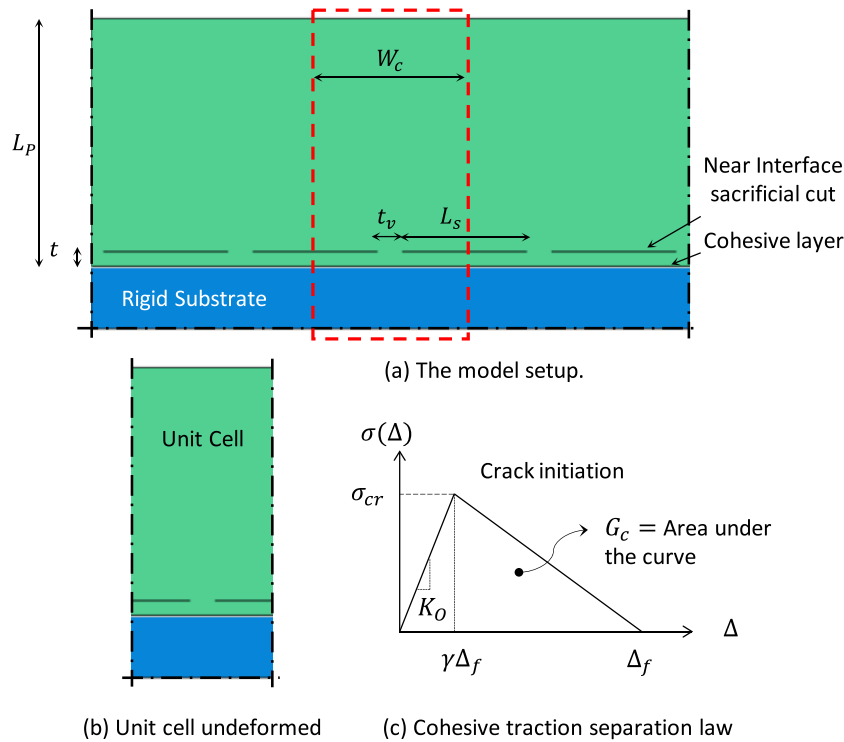 W_c
L_P
Near Interface
sacrificial cut
t_v
L_s
t
Cohesive layer
Rigid Substrate
(a) The model setup.
Unit Cell
σ(Δ)
Crack initiation
σ_cr
G_c = Area under
the curve
K_O
Δ
γΔ_f
Δ_f
(b) Unit cell undeformed
(c) Cohesive traction separation law